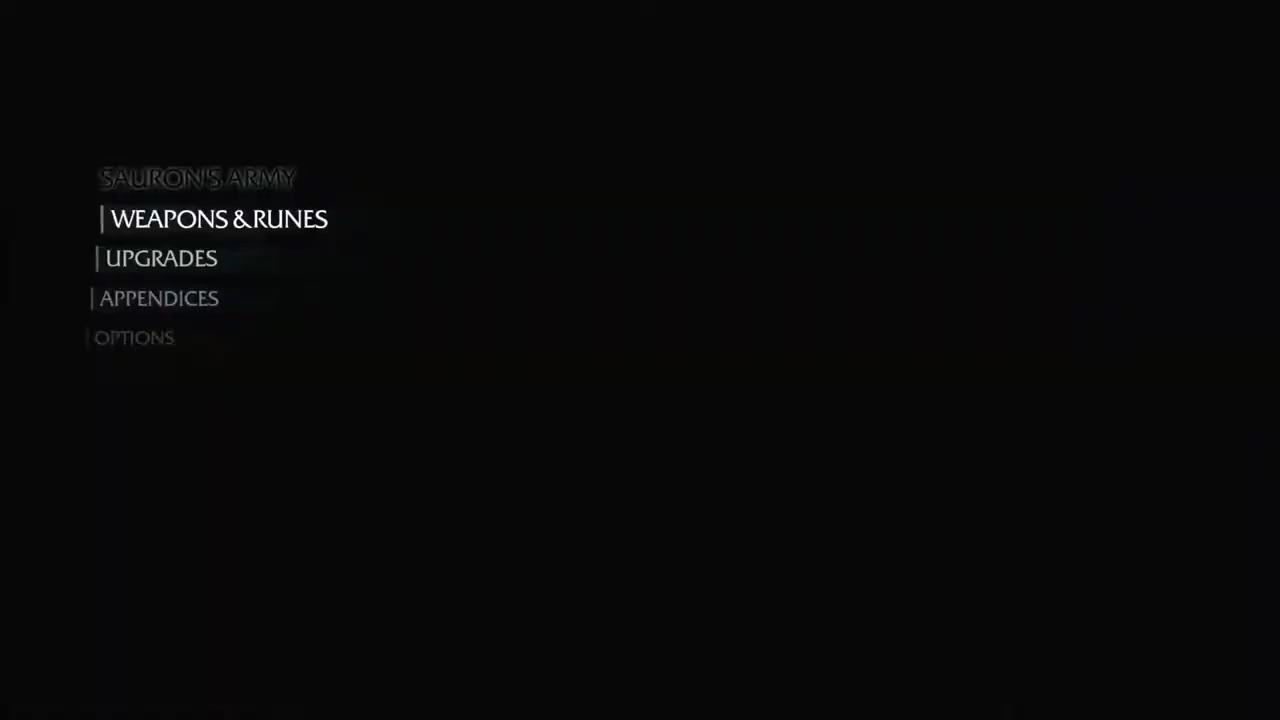 SAURON'S ARMY
WEAPONS & RUNES
UPGRADES
APPENDICES
OPTIONS